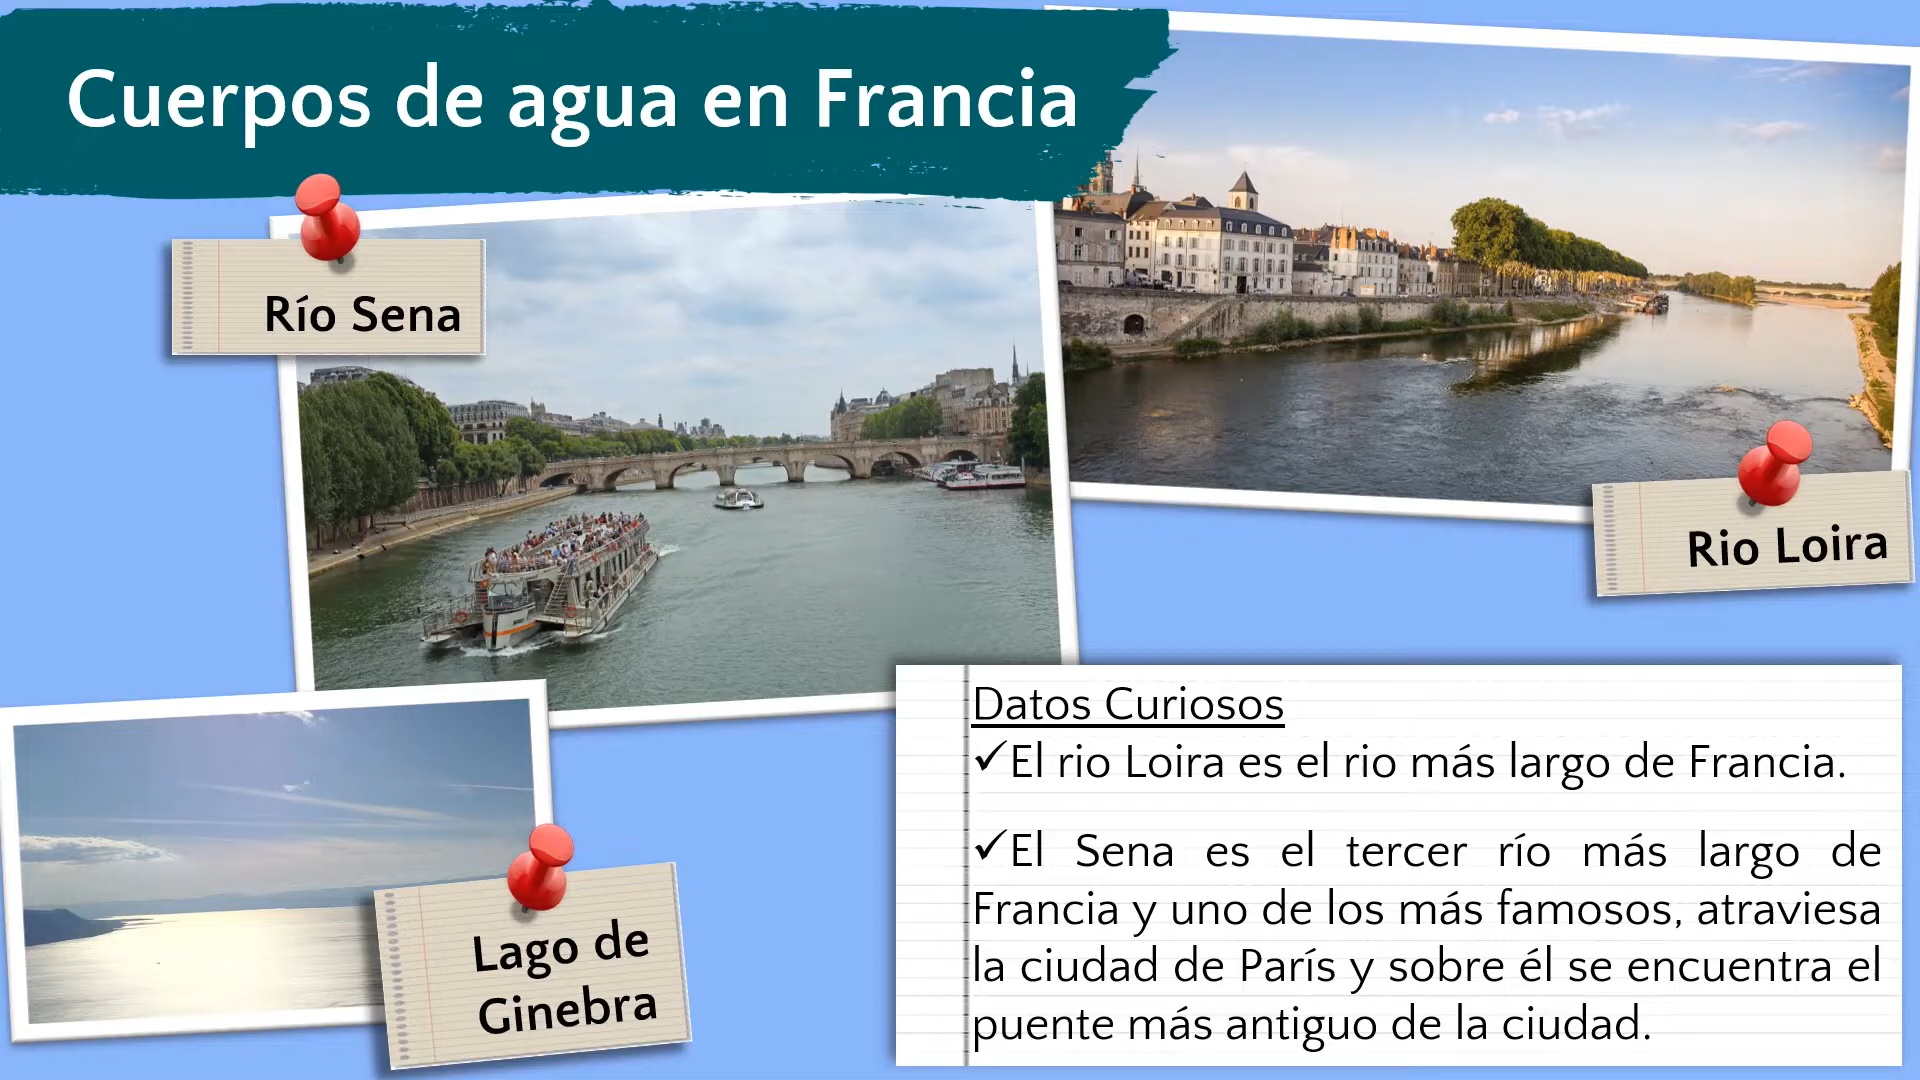 Cuerpos de agua en Francia
Río Sena
Rio Loira
Lago de
Ginebra
Datos Curiosos
✓El rio Loira es el rio más largo de Francia.
✓El Sena es el tercer río más largo de
Francia y uno de los más famosos, atraviesa
la ciudad de París y sobre él se encuentra el
puente más antiguo de la ciudad.